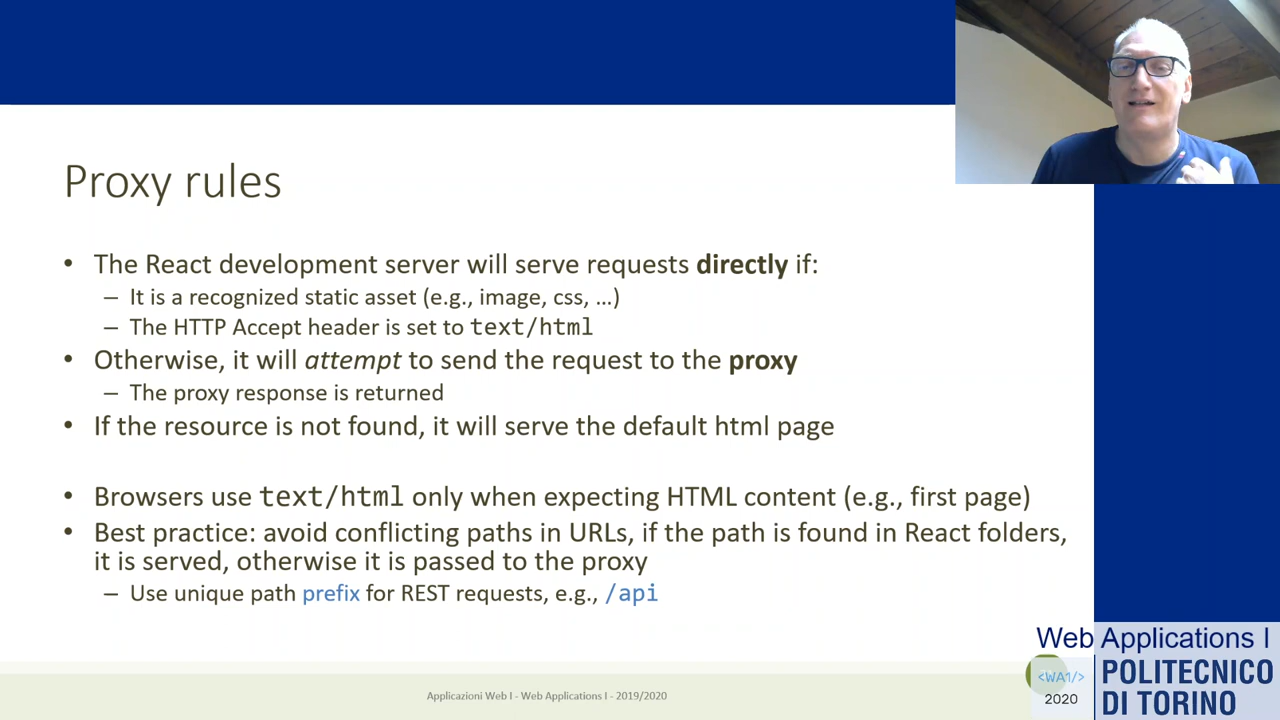 Proxy rules
• The React development server will serve requests directly if:
– It is a recognized static asset (e.g., image, css, …)
– The HTTP Accept header is set to text/html
• Otherwise, it will attempt to send the request to the proxy
– The proxy response is returned
• If the resource is not found, it will serve the default html page
• Browsers use text/html only when expecting HTML content (e.g., first page)
• Best practice: avoid conflicting paths in URLs, if the path is found in React folders,
it is served, otherwise it is passed to the proxy
– Use unique path prefix for REST requests, e.g., /api
Applicazioni Web I - Web Applications I - 2019/2020
Web Applications I
<WA1/>
2020
POLITECNICO
DI TORINO